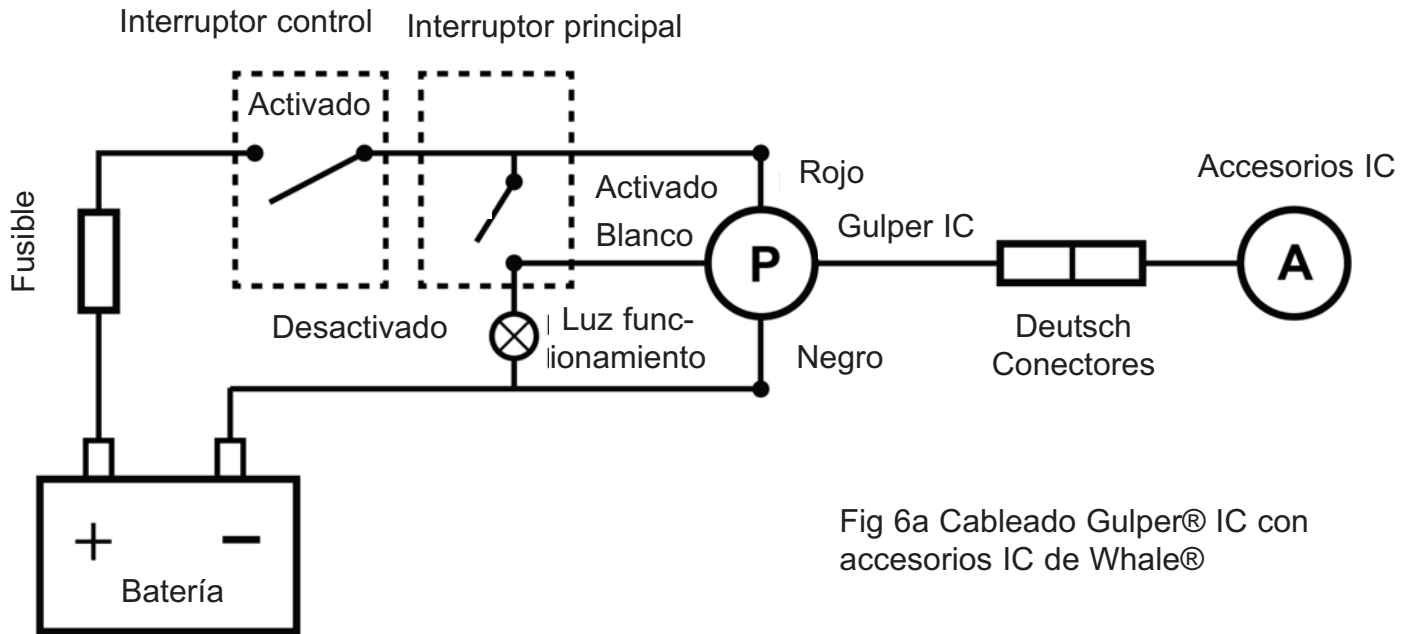 Interruptor control
Interruptor principal
Activado
Activado
Rojo
Accesorios IC
Fusible
Blanco
Gulper IC
P
A
Desactivado
Luz func-
ionamiento
Negro
Deutsch
Conectores
+ −
Batería
Fig 6a Cableado Gulper® IC con
accesorios IC de Whale®